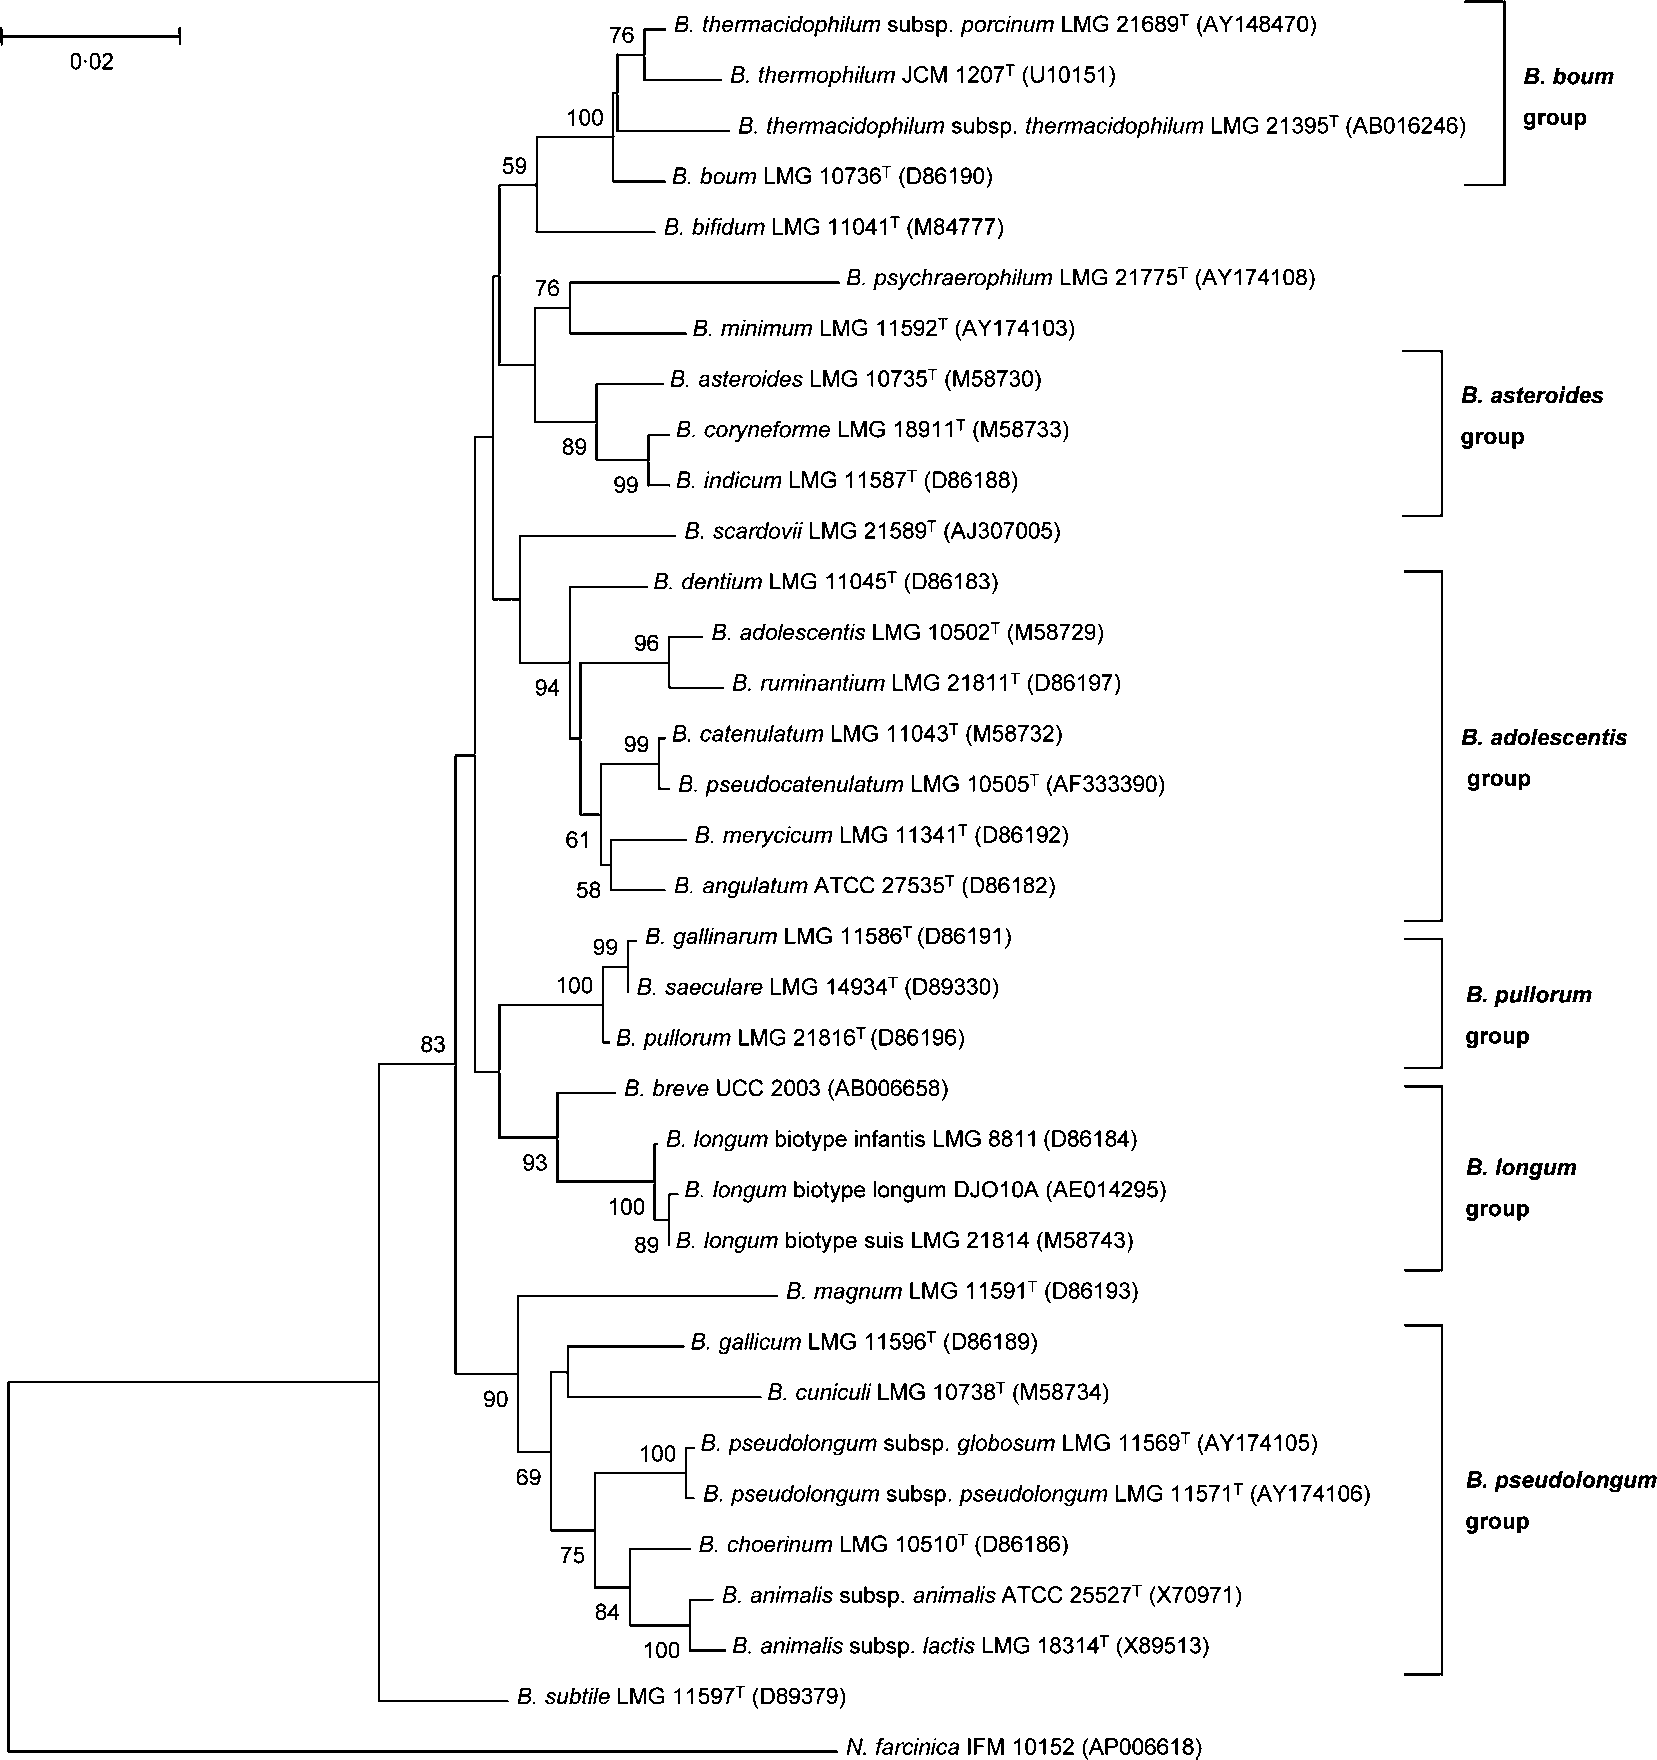 76
B. thermacidophilum subsp. porcinum LMG 21689ᵀ (AY148470)
0·02
B. thermophilum JCM 1207ᵀ (U10151)
B. boum
group
100
B. thermacidophilum subsp. thermacidophilum LMG 21395ᵀ (AB016246)
59
B. boum LMG 10736ᵀ (D86190)
B. bifidum LMG 11041ᵀ (M84777)
76
B. psychraerophilum LMG 21775ᵀ (AY174108)
B. minimum LMG 11592ᵀ (AY174103)
B. asteroides LMG 10735ᵀ (M58730)
B. asteroides
group
89
B. coryneforme LMG 18911ᵀ (M58733)
99
B. indicum LMG 11587ᵀ (D86188)
B. scardovii LMG 21589ᵀ (AJ307005)
B. dentium LMG 11045ᵀ (D86183)
96
B. adolescentis LMG 10502ᵀ (M58729)
94
B. ruminantium LMG 21811ᵀ (D86197)
99
B. catenulatum LMG 11043ᵀ (M58732)
B. adolescentis
group
B. pseudocatenulatum LMG 10505ᵀ (AF333390)
61
B. merycicum LMG 11341ᵀ (D86192)
58
B. angulatum ATCC 27535ᵀ (D86182)
99
B. gallinarum LMG 11586ᵀ (D86191)
100
B. saeculare LMG 14934ᵀ (D89330)
B. pullorum
group
B. pullorum LMG 21816ᵀ (D86196)
83
B. breve UCC 2003 (AB006658)
93
B. longum biotype infantis LMG 8811 (D86184)
B. longum
group
100
B. longum biotype longum DJO10A (AE014295)
89
B. longum biotype suis LMG 21814 (M58743)
B. magnum LMG 11591ᵀ (D86193)
B. gallicum LMG 11596ᵀ (D86189)
90
B. cuniculi LMG 10738ᵀ (M58734)
100
B. pseudolongum subsp. globosum LMG 11569ᵀ (AY174105)
69
B. pseudolongum subsp. pseudolongum LMG 11571ᵀ (AY174106)
B. pseudolongum
group
75
B. choerinum LMG 10510ᵀ (D86186)
84
B. animalis subsp. animalis ATCC 25527ᵀ (X70971)
100
B. animalis subsp. lactis LMG 18314ᵀ (X89513)
B. subtile LMG 11597ᵀ (D89379)
N. farcinica IFM 10152 (AP006618)